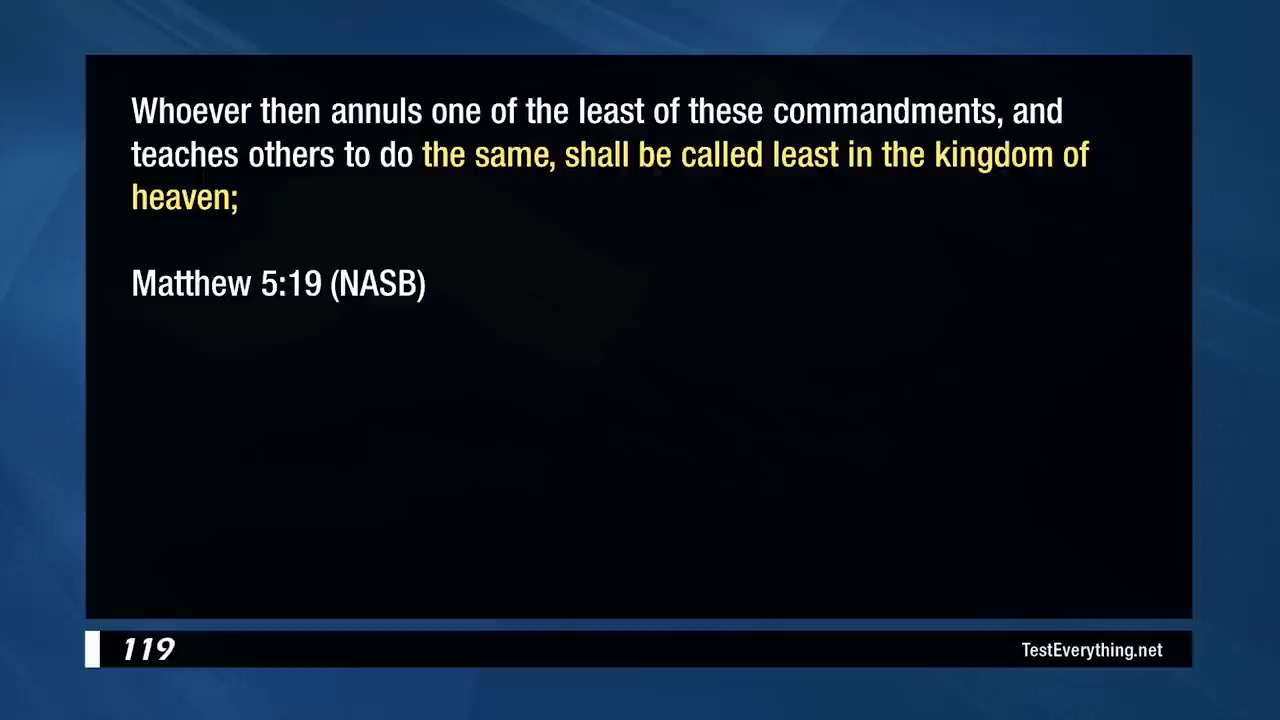 Whoever then annuls one of the least of these commandments, and
teaches others to do the same, shall be called least in the kingdom of
heaven;
Matthew 5:19 (NASB)
119
TestEverything.net